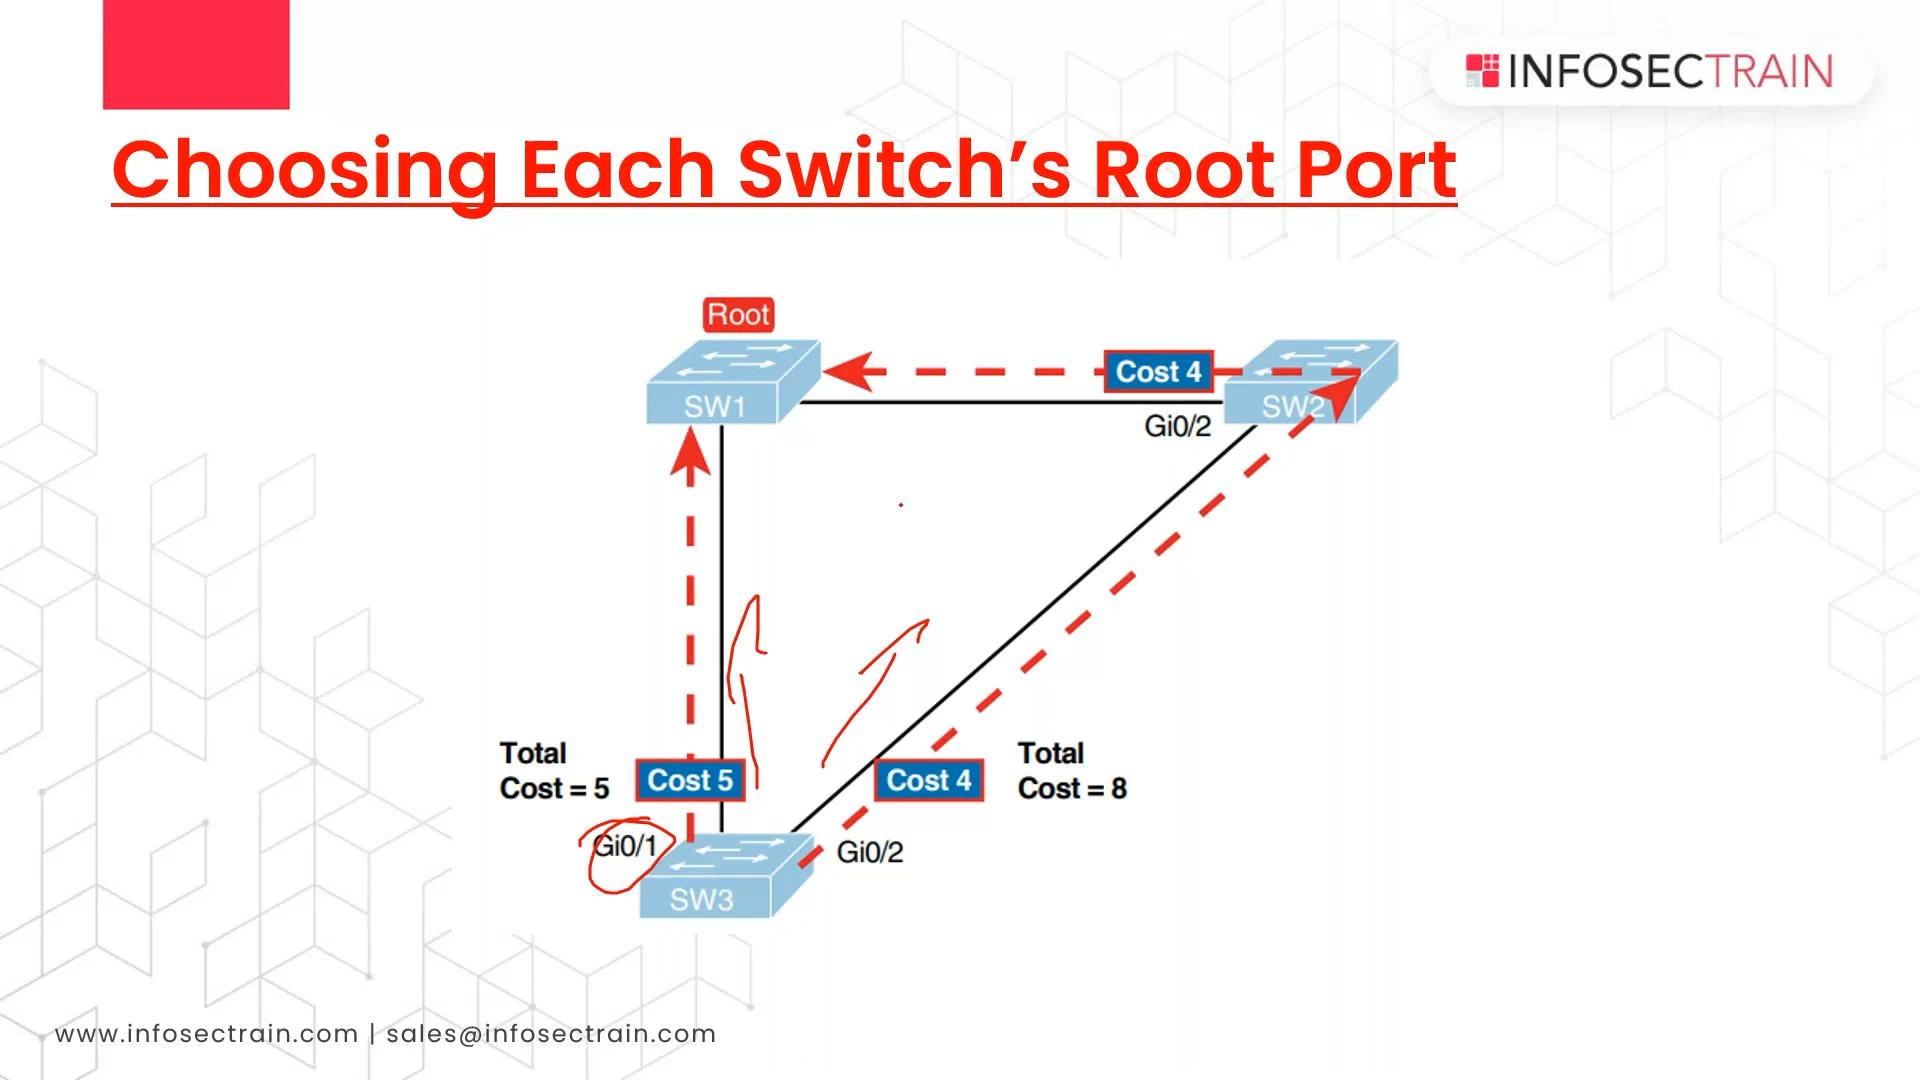 INFOSECTRAIN
Choosing Each Switch’s Root Port
Root
Cost 4
SW1
SW2
Gi0/2
Total
Cost = 5
Cost 5
Cost 4
Total
Cost = 8
Gi0/1
Gi0/2
SW3
www.infosectrain.com | sales@infosectrain.com